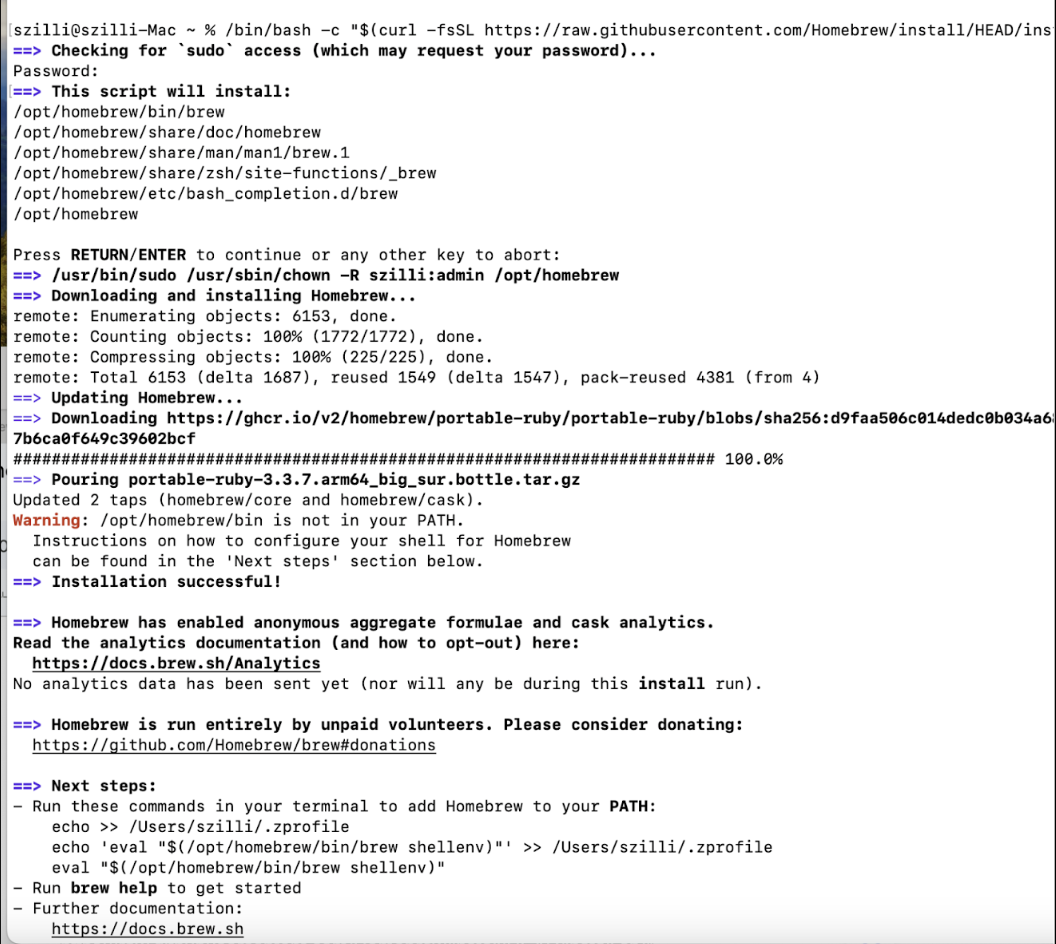 szilli@szilli-Mac ~ % /bin/bash -c "$(curl -fsSL https://raw.githubusercontent.com/Homebrew/install/HEAD/ins
==> Checking for `sudo` access (which may request your password)...
Password:
==> This script will install:
/opt/homebrew/bin/brew
/opt/homebrew/share/doc/homebrew
/opt/homebrew/share/man/man1/brew.1
/opt/homebrew/share/zsh/site-functions/_brew
/opt/homebrew/etc/bash_completion.d/brew
/opt/homebrew

Press RETURN/ENTER to continue or any other key to abort:
==> /usr/bin/sudo /usr/sbin/chown -R szilli:admin /opt/homebrew
==> Downloading and installing Homebrew...
remote: Enumerating objects: 6153, done.
remote: Counting objects: 100% (1772/1772), done.
remote: Compressing objects: 100% (225/225), done.
remote: Total 6153 (delta 1687), reused 1549 (delta 1547), pack-reused 4381 (from 4)
==> Updating Homebrew...
==> Downloading https://ghcr.io/v2/homebrew/portable-ruby/portable-ruby/blobs/sha256:d9faa506c014dedc0b034a6
7b6ca0f649c39602bcf
######################################################################### 100.0%
==> Pouring portable-ruby-3.3.7.arm64_big_sur.bottle.tar.gz
Updated 2 taps (homebrew/core and homebrew/cask).
Warning: /opt/homebrew/bin is not in your PATH.
  Instructions on how to configure your shell for Homebrew
  can be found in the 'Next steps' section below.
==> Installation successful!

==> Homebrew has enabled anonymous aggregate formulae and cask analytics.
Read the analytics documentation (and how to opt-out) here:
  https://docs.brew.sh/Analytics
No analytics data has been sent yet (nor will any be during this install run).

==> Homebrew is run entirely by unpaid volunteers. Please consider donating:
  https://github.com/Homebrew/brew#donations

==> Next steps:
- Run these commands in your terminal to add Homebrew to your PATH:
    echo >> /Users/szilli/.zprofile
    echo 'eval "$(/opt/homebrew/bin/brew shellenv)"' >> /Users/szilli/.zprofile
    eval "$(/opt/homebrew/bin/brew shellenv)"
- Run brew help to get started
- Further documentation:
    https://docs.brew.sh